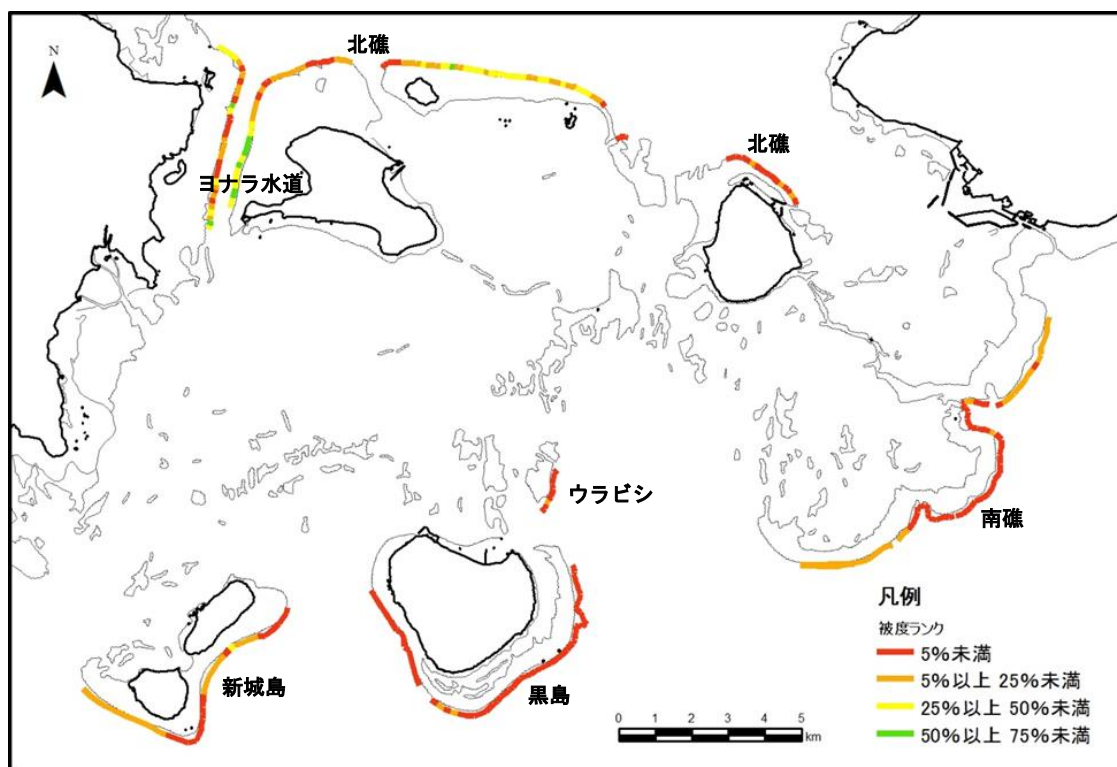 北礁
N
北礁
ヨナラ水道
ウラビシ
南礁
新城島
黒島
凡例
被度ランク
5%未満
5%以上 25%未満
25%以上 50%未満
50%以上 75%未満
0 1 2 3 4 5
km